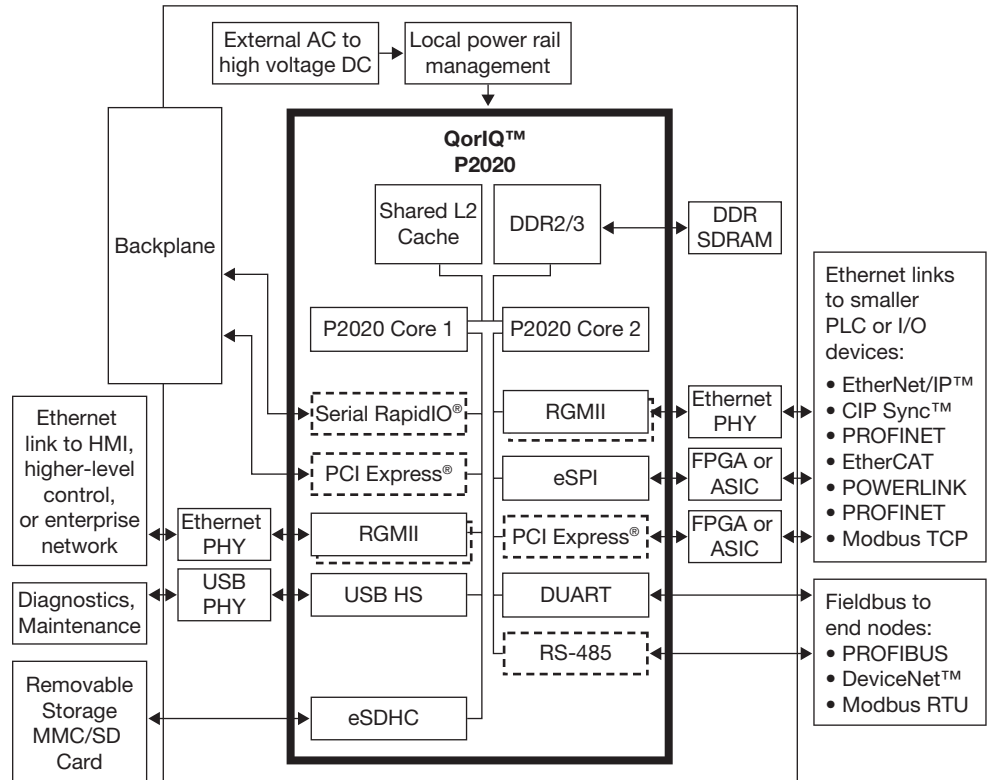 External AC to
high voltage DC
Local power rail
management
QorIQ™
P2020
Shared L2
Cache
DDR2/3
DDR
SDRAM
Backplane
P2020 Core 1
P2020 Core 2
Serial RapidIO®
PCI Express®
RGMII
USB HS
eSDHC
RGMII
eSPI
PCI Express®
DUART
RS-485
Ethernet
link to HMI,
higher-level
control,
or enterprise
network
Ethernet
PHY
Diagnostics,
Maintenance
USB
PHY
Removable
Storage
MMC/SD
Card
Ethernet
PHY
FPGA or
ASIC
FPGA or
ASIC
Ethernet links
to smaller
PLC or I/O
devices:
• EtherNet/IP™
• CIP Sync™
• PROFINET
• EtherCAT
• POWERLINK
• PROFINET
• Modbus TCP
Fieldbus to
end nodes:
• PROFIBUS
• DeviceNet™
• Modbus RTU